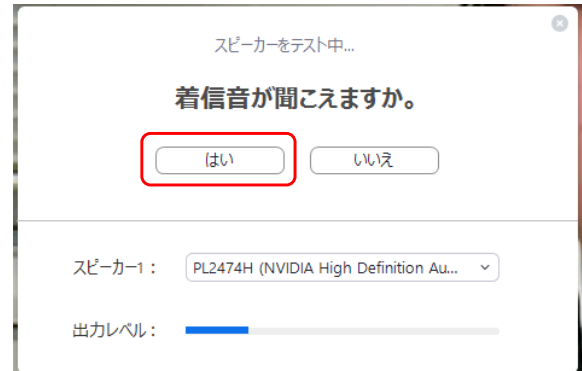 スピーカーをテスト中...
着信音が聞こえますか。
はい いいえ
スピーカー1： PL2474H (NVIDIA High Definition Au...
出力レベル：